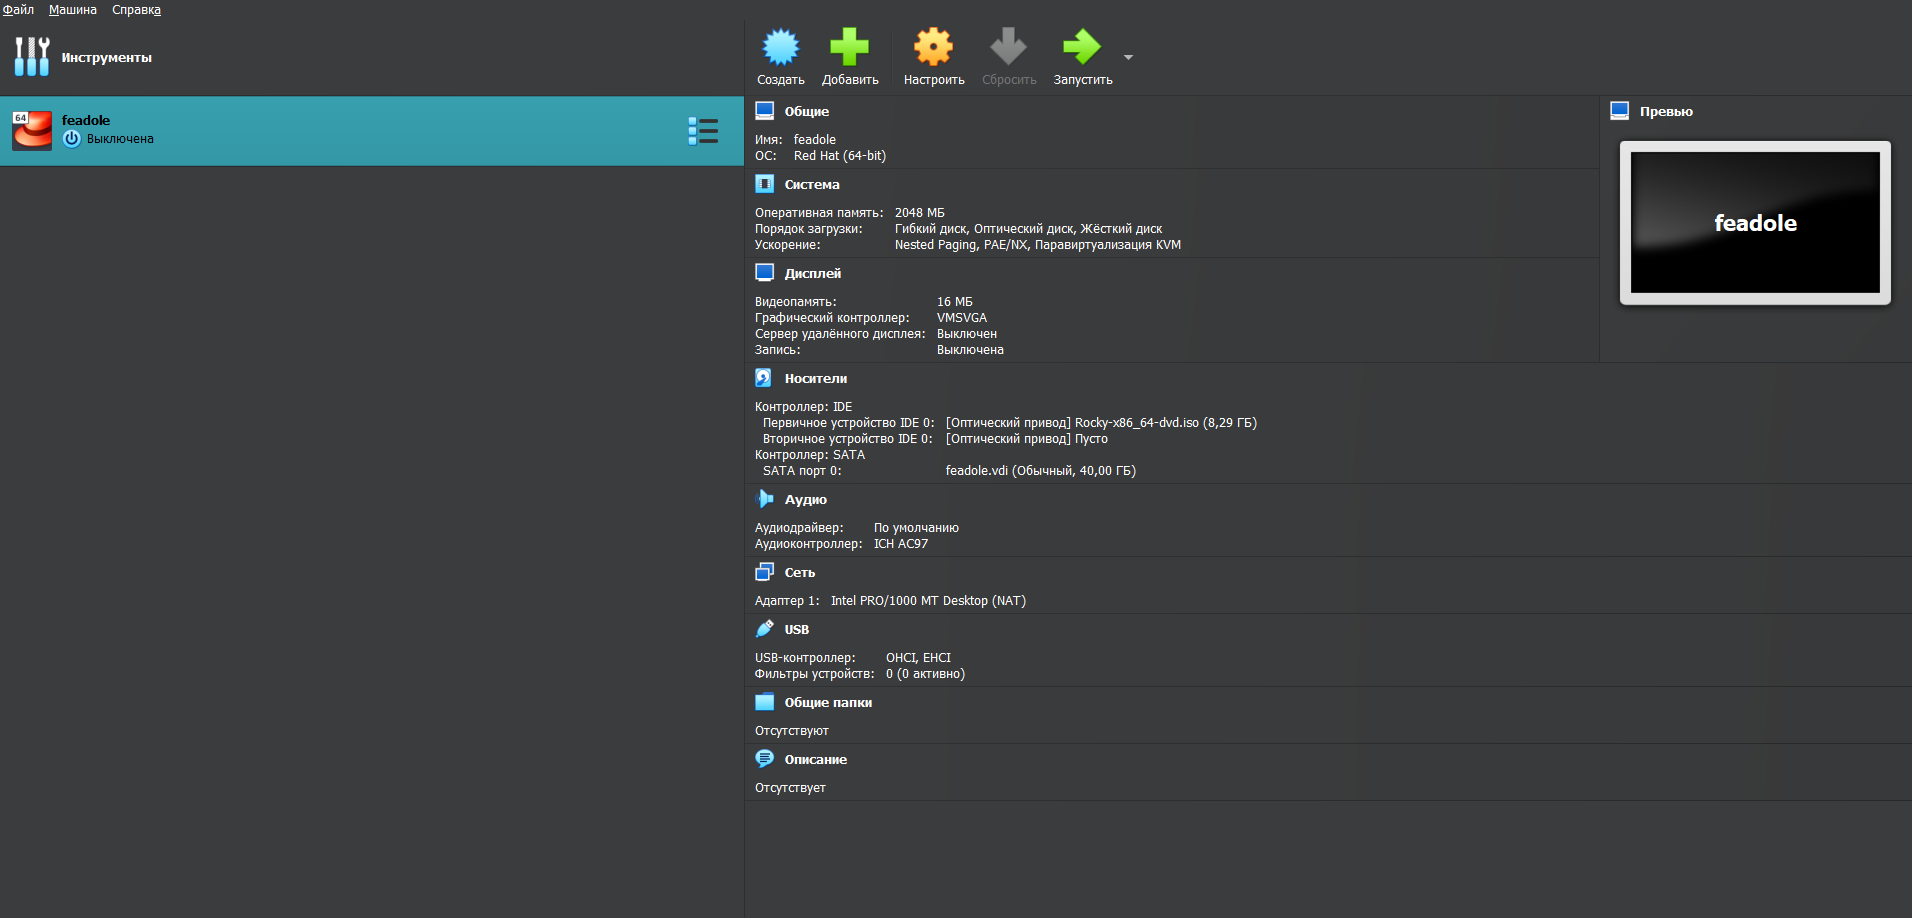 Файл Машина Справка
Инструменты
Создать Добавить Настроить Сбросить Запустить
64
feadole
Выключена
Общие
Имя: feadole
ОС: Red Hat (64-bit)
Система
Оперативная память: 2048 МБ
Порядок загрузки: Гибкий диск, Оптический диск, Жёсткий диск
Ускорение: Nested Paging, PAE/NX, Паравиртуализация KVM
Дисплей
Видеопамять: 16 МБ
Графический контроллер: VMSVGA
Сервер удалённого дисплея: Выключен
Запись: Выключена
Превью
feadole
Носители
Контроллер: IDE
Первичное устройство IDE 0: [Оптический привод] Rocky-x86_64-dvd.iso (8,29 ГБ)
Вторичное устройство IDE 0: [Оптический привод] Пусто
Контроллер: SATA
SATA порт 0: feadole.vdi (Обычный, 40,00 ГБ)
Аудио
Аудиодрайвер: По умолчанию
Аудиоконтроллер: ICH AC97
Сеть
Адаптер 1: Intel PRO/1000 MT Desktop (NAT)
USB
USB-контроллер: OHCI, EHCI
Фильтры устройств: 0 (0 активно)
Общие папки
Отсутствуют
Описание
Отсутствует